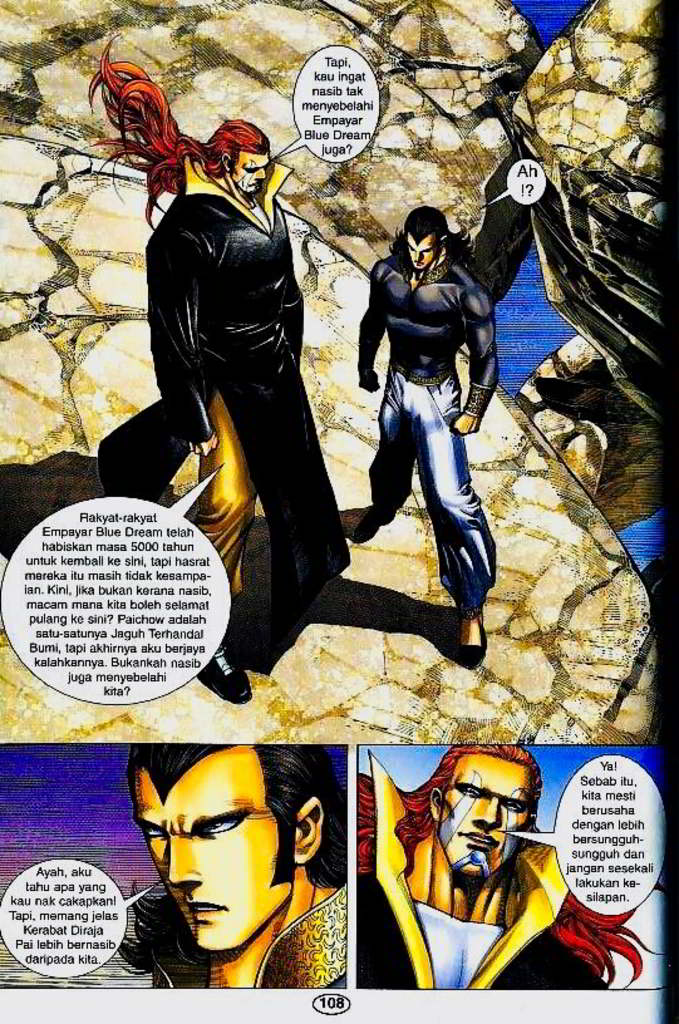 Tapi,
kau ingat
nasib tak
menyebelahi
Empayar
Blue Dream
juga?
Ah
!?
Rakyat-rakyat
Empayar Blue Dream telah
habiskan masa 5000 tahun
untuk kembali ke sini, tapi hasrat
mereka itu masih tidak kesampa-
ian. Kini, jika bukan kerana nasib,
macam mana kita boleh selamat
pulang ke sini? Paichow adalah
satu-satunya Jaguh Terhandal
Bumi, tapi akhirnya aku berjaya
kalahkannya. Bukankah nasib
juga menyebelahi
kita?
Ayah, aku
tahu apa yang
kau nak cakapkan!
Tapi, memang jelas
Kerabat Diraja
Pai lebih bernasib
daripada kita.
Ya!
Sebab itu,
kita mesti
berusaha
dengan lebih
bersungguh-
sungguh dan
jangan sesekali
lakukan ke-
silapan.
108